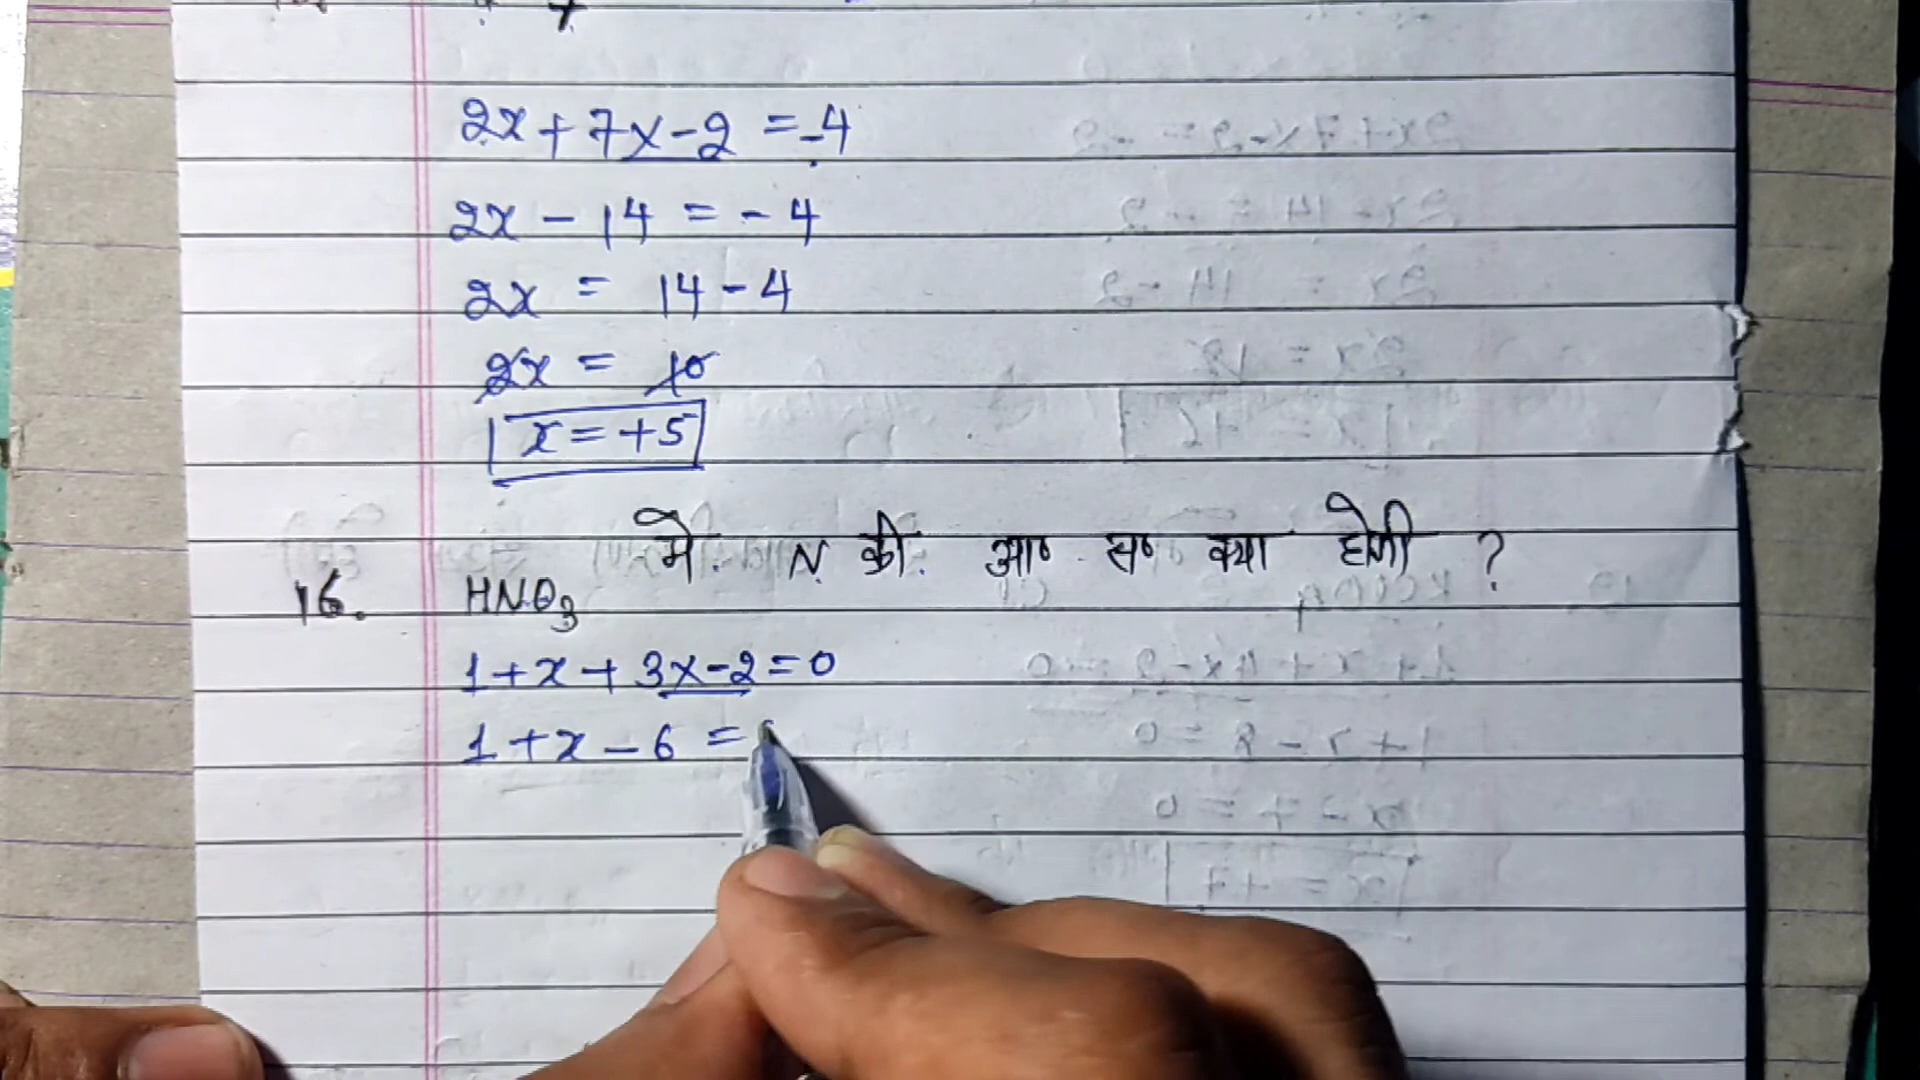 2x + 7x-2 = -4
2x - 14 = - 4
2x = 14 - 4
2x = 10
x = +5
में N की आ० स० क्या होगी ?
16. HNO3
1 + x + 3x-2 = 0
1 + x - 6 =